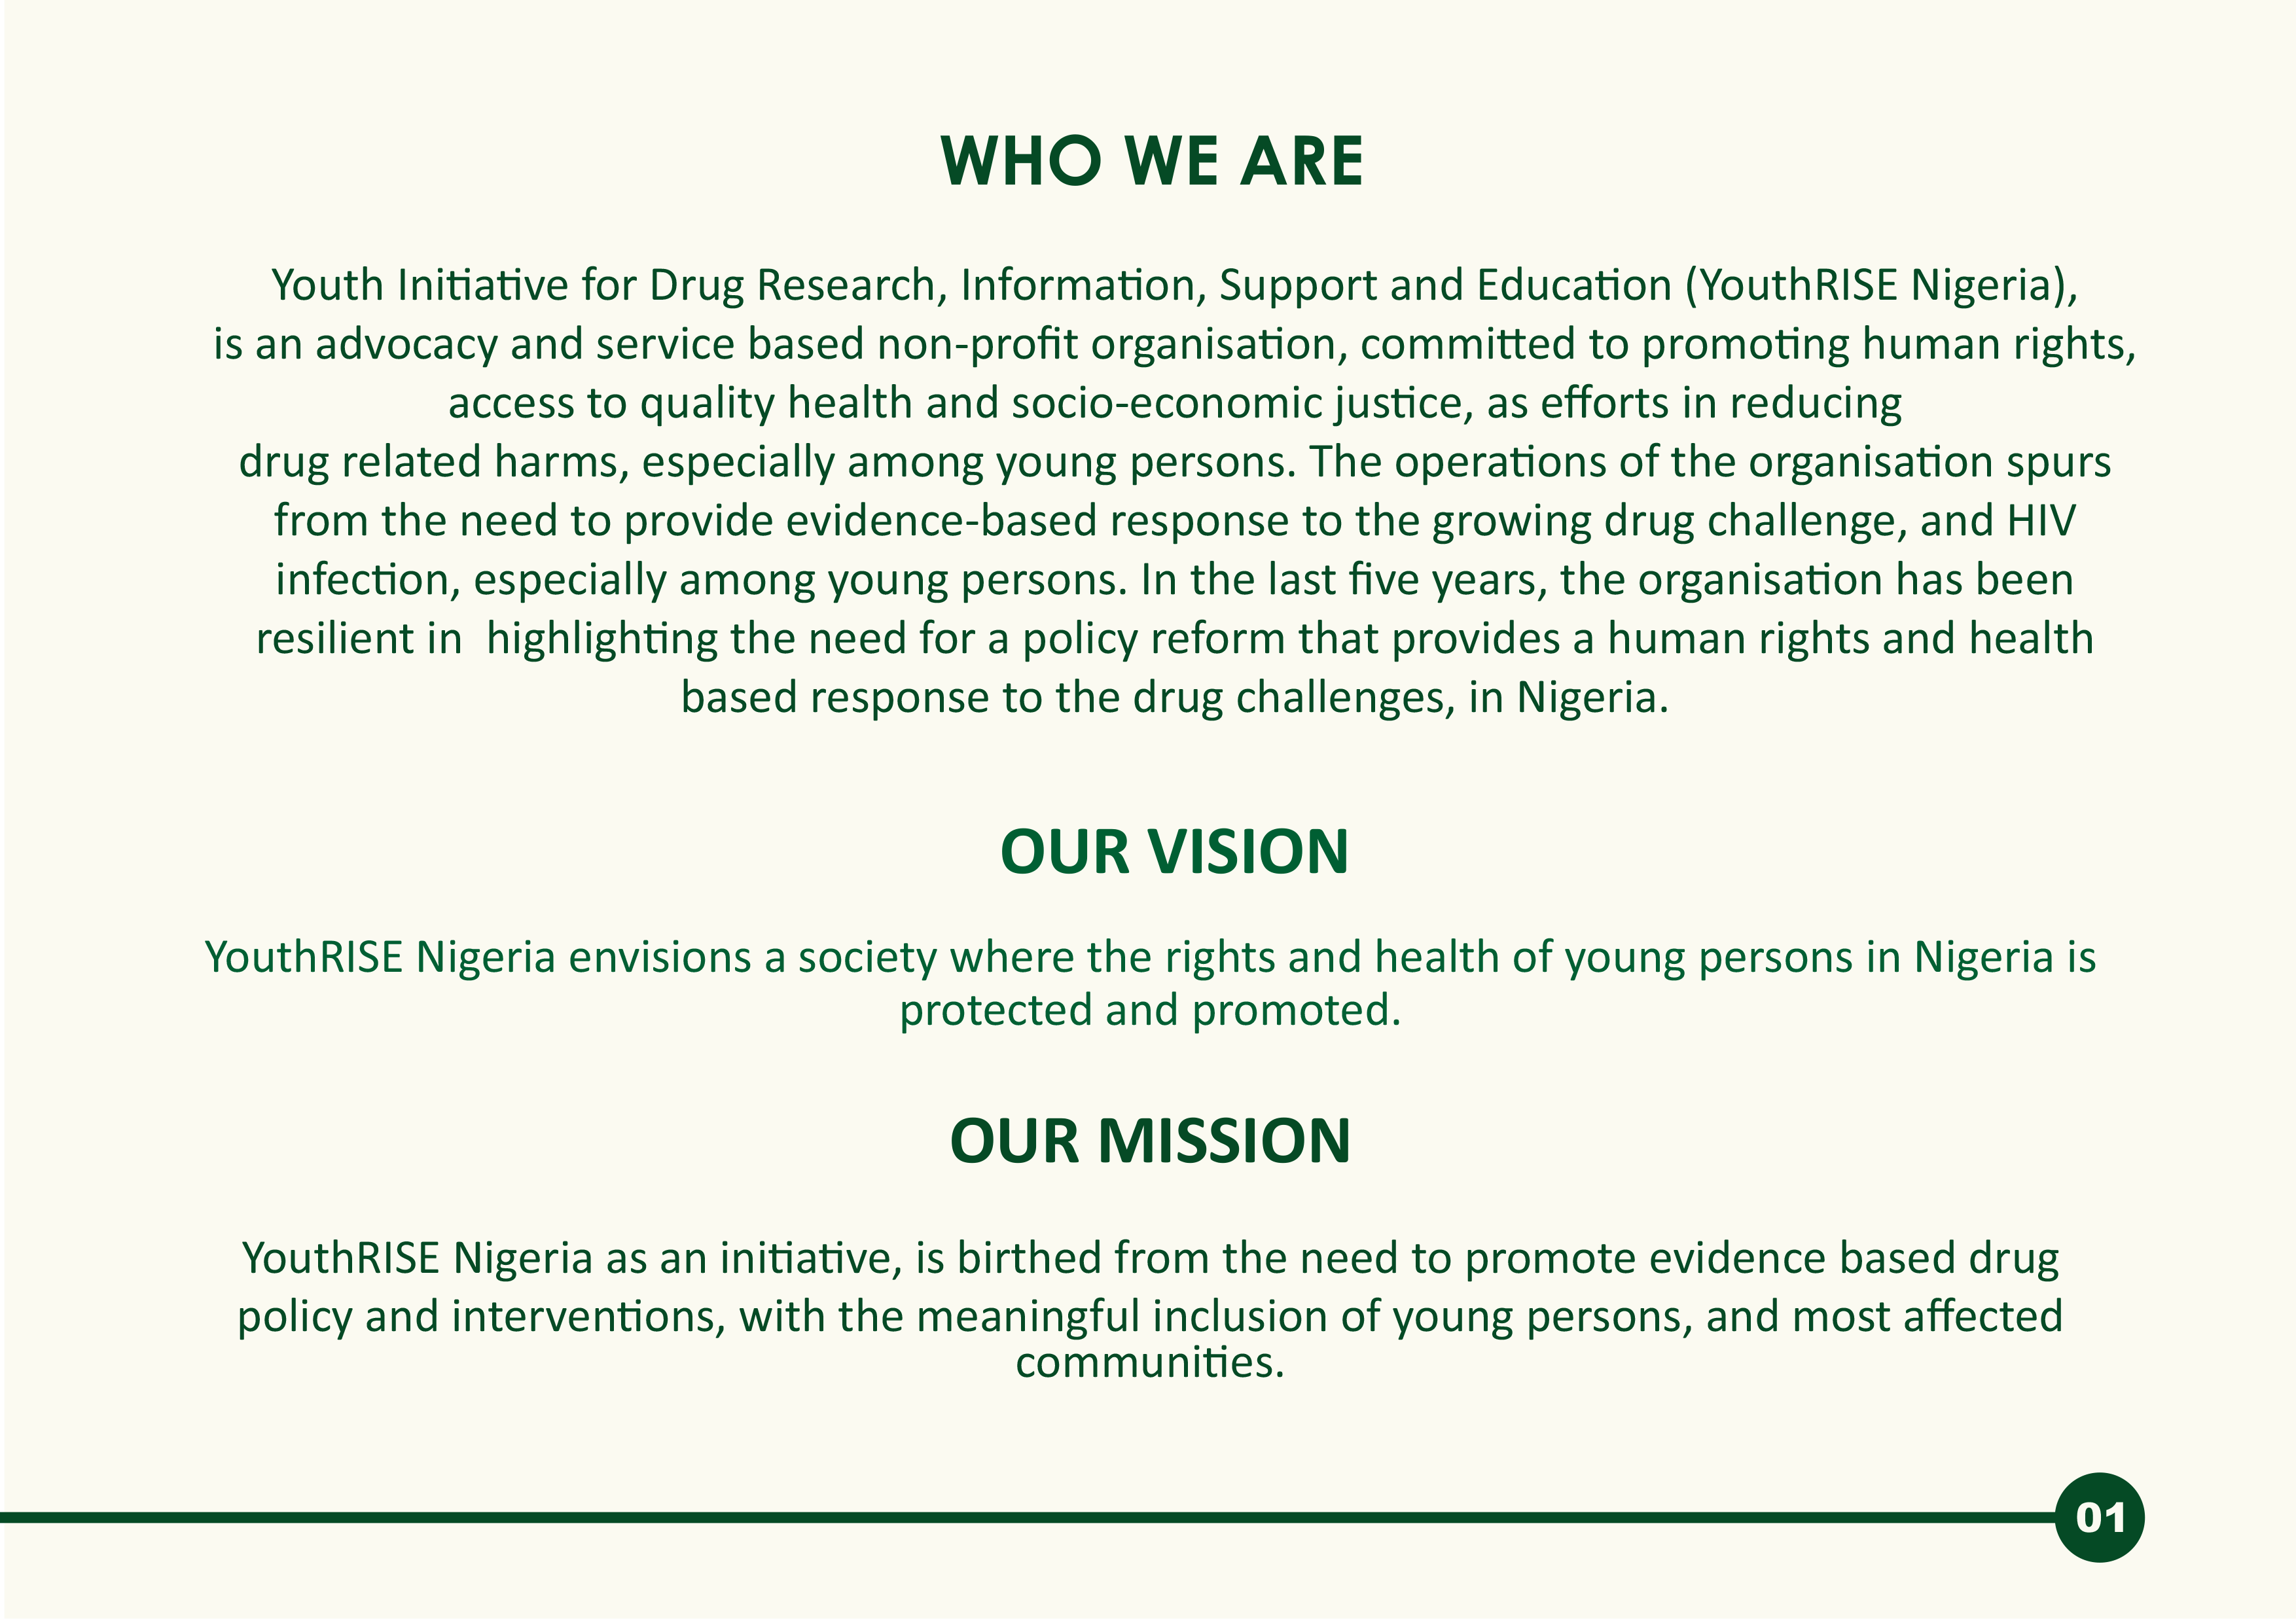 WHO WE ARE
Youth Initiative for Drug Research, Information, Support and Education (YouthRISE Nigeria),
is an advocacy and service based non-profit organisation, committed to promoting human rights,
access to quality health and socio-economic justice, as efforts in reducing
drug related harms, especially among young persons. The operations of the organisation spurs
from the need to provide evidence-based response to the growing drug challenge, and HIV
infection, especially among young persons. In the last five years, the organisation has been
resilient in  highlighting the need for a policy reform that provides a human rights and health
based response to the drug challenges, in Nigeria.
OUR VISION
YouthRISE Nigeria envisions a society where the rights and health of young persons in Nigeria is
protected and promoted.
OUR MISSION
YouthRISE Nigeria as an initiative, is birthed from the need to promote evidence based drug
policy and interventions, with the meaningful inclusion of young persons, and most affected
communities.
01